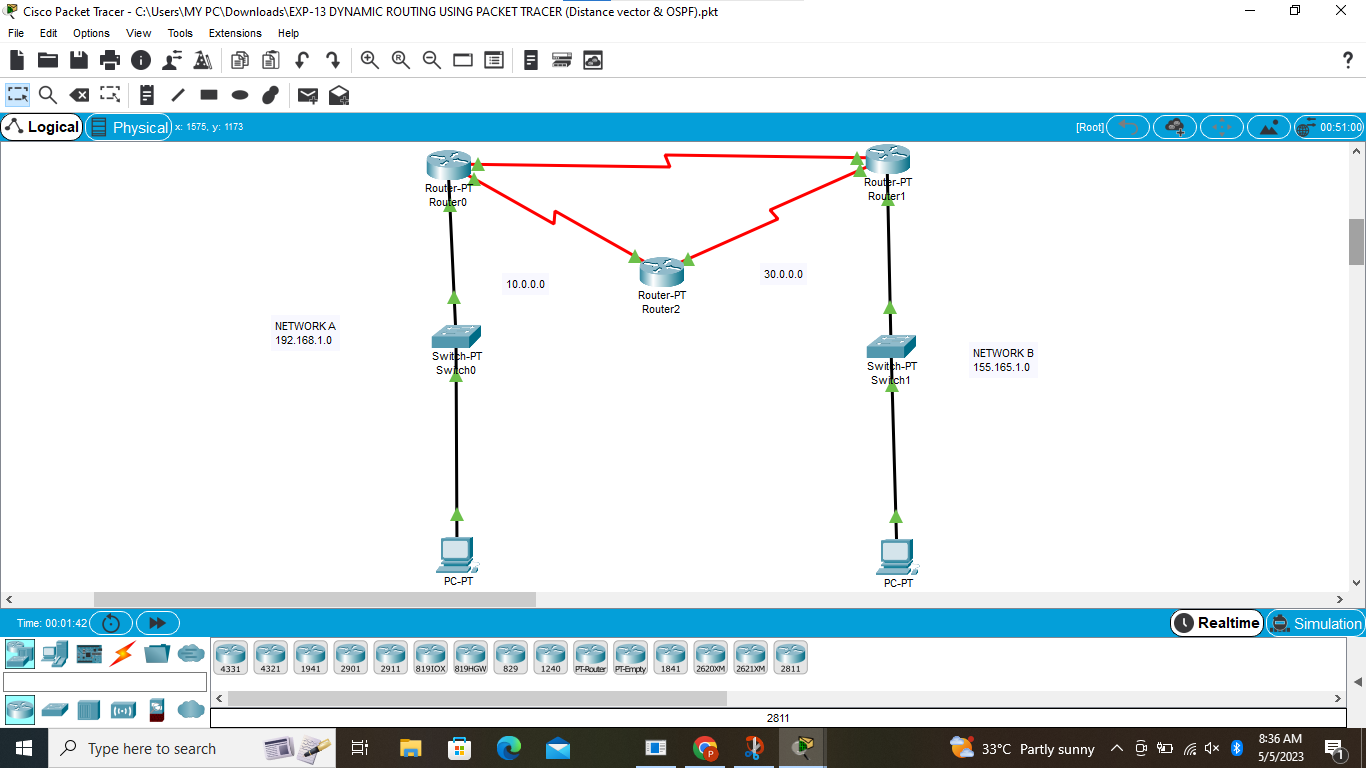 Cisco Packet Tracer - C:\Users\MY PC\Downloads\EXP-13 DYNAMIC ROUTING USING PACKET TRACER (Distance vector & OSPF).pkt
File Edit Options View Tools Extensions Help
Logical Physical x: 1575, y: 1173 [Root] 00:51:00
Router-PT
Router0
Router-PT
Router1
10.0.0.0
30.0.0.0
Router-PT
Router2
NETWORK A
192.168.1.0
Switch-PT
Switch0
Switch-PT
Switch1
NETWORK B
155.165.1.0
PC-PT
PC-PT
Time: 00:01:42 Realtime Simulation
4331 4321 1941 2901 2911 819IOX 819HGW 829 1240 PT-Router PT-Empty 1841 2620XM 2621XM 2811
2811
Type here to search
33°C Partly sunny
8:36 AM
5/5/2023
1